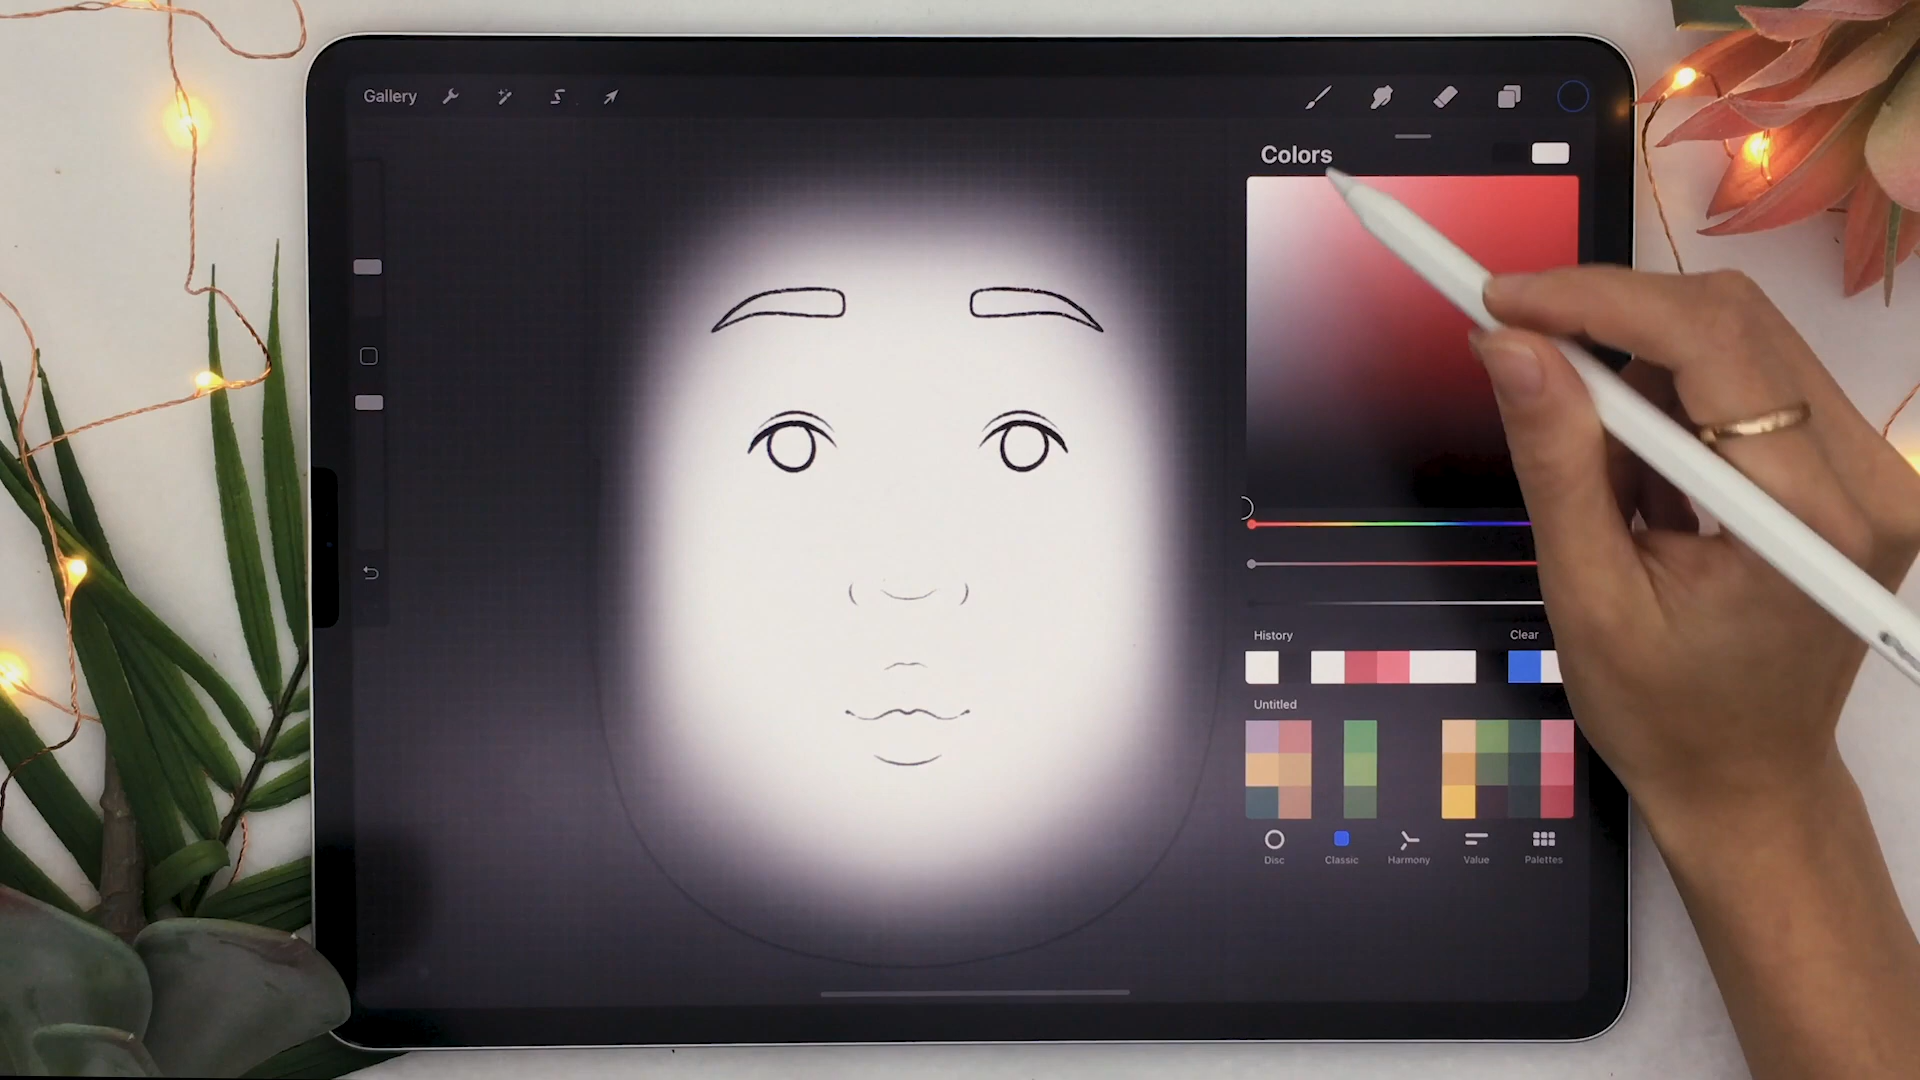 Gallery
Colors
History
Clear
Untitled
Disc
Classic
Harmony
Value
Palettes